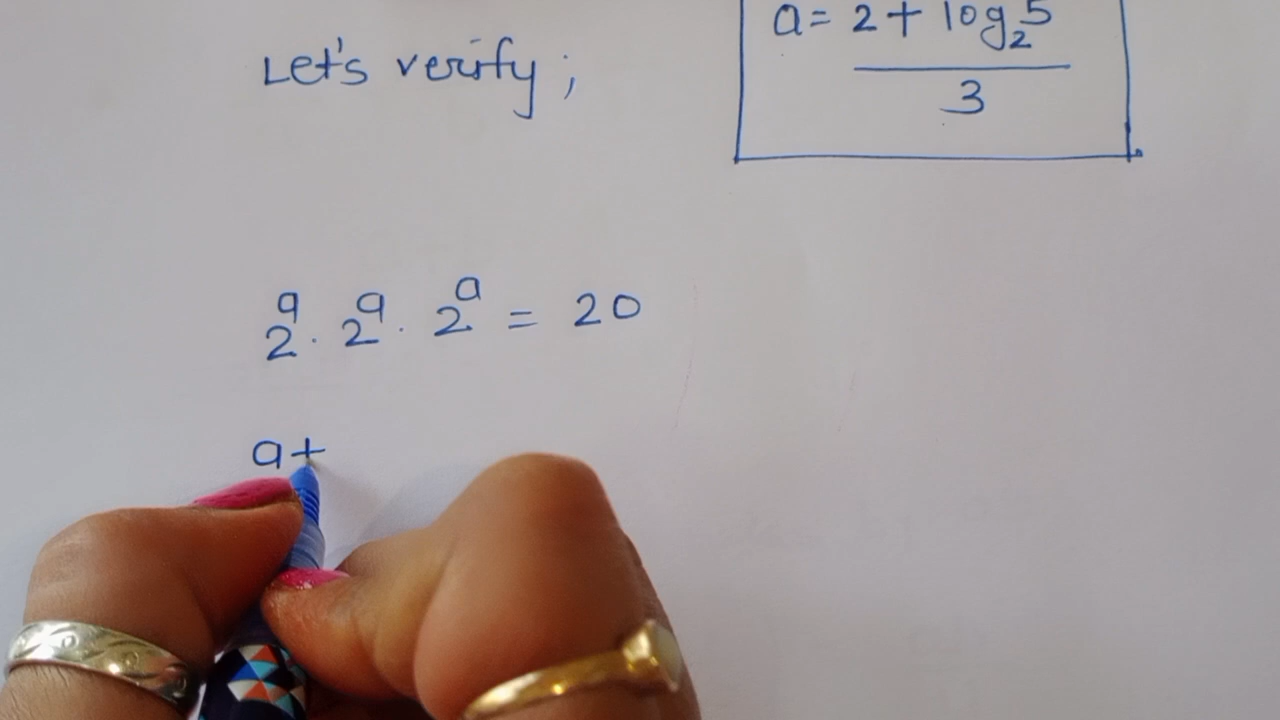 a = 2 + log₂5
3
Let's verify;
2ᵃ · 2ᵃ · 2ᵃ = 20
a+